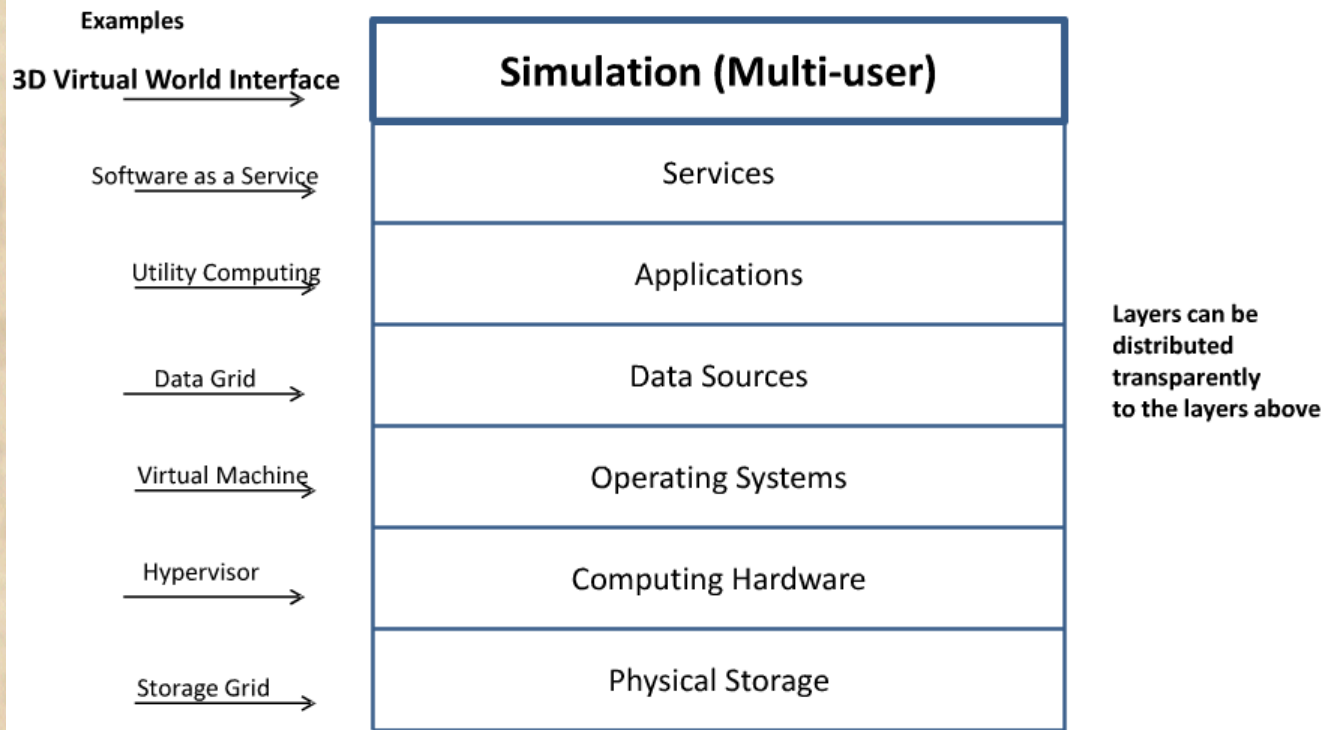 Examples
3D Virtual World Interface
Simulation (Multi-user)
Software as a Service
Services
Utility Computing
Applications
Data Grid
Data Sources
Virtual Machine
Operating Systems
Hypervisor
Computing Hardware
Storage Grid
Physical Storage
Layers can be
distributed
transparently
to the layers above